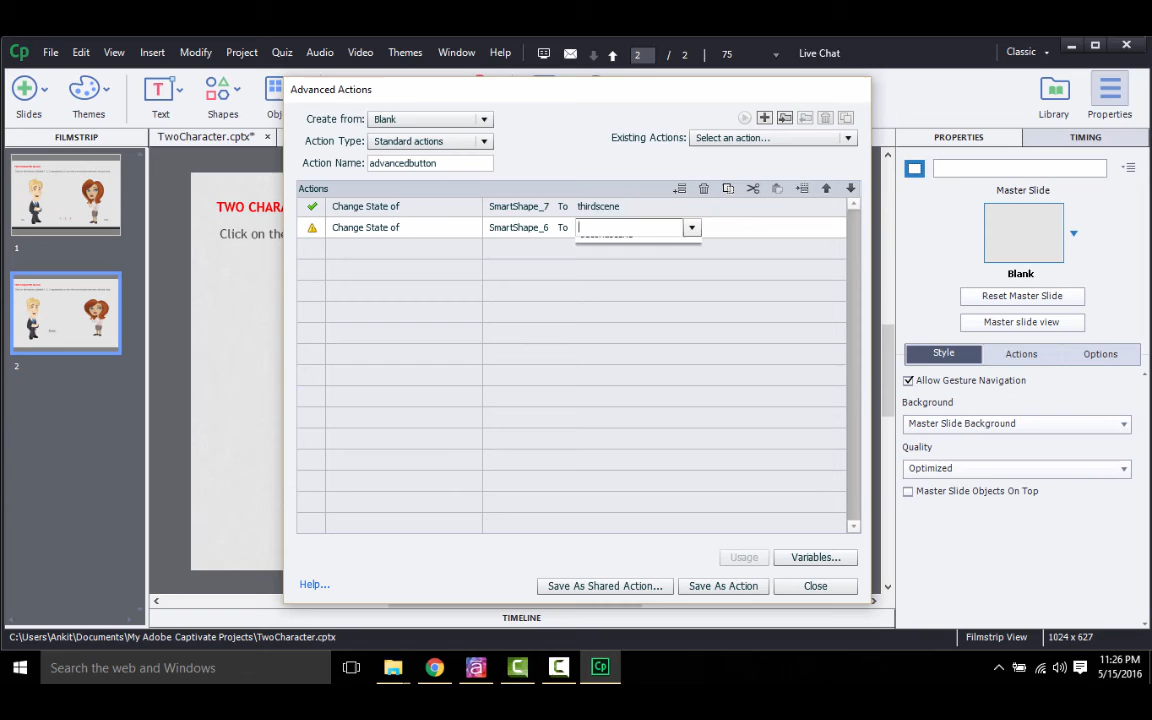 Cp File Edit View Insert Modify Project Quiz Audio Video Themes Window Help 2 / 2 75 Live Chat Classic
Slides Themes Text Shapes Library Properties
FILMSTRIP TwoCharacter.cptx* × PROPERTIES TIMING
Advanced Actions
Create from: Blank
Action Type: Standard actions
Action Name: advancedbutton
Existing Actions: Select an action...
Actions
Change State of SmartShape_7 To thirdscene
Change State of SmartShape_6 To
Usage Variables...
Help...
Save As Shared Action... Save As Action Close
TWO CHARA
Click on the
1
2
Master Slide
Blank
Reset Master Slide
Master slide view
Style Actions Options
Allow Gesture Navigation
Background
Master Slide Background
Quality
Optimized
Master Slide Objects On Top
TIMELINE
C:\Users\Ankit\Documents\My Adobe Captivate Projects\TwoCharacter.cptx Filmstrip View 1024 x 627
Search the web and Windows Cp
11:26 PM
5/15/2016